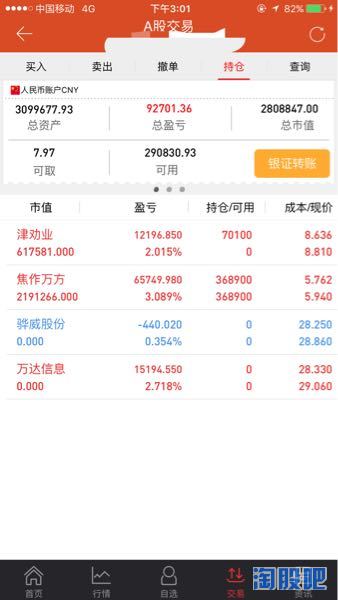 中国移动 4G 下午3:01 82%
A股交易
买入 卖出 撤单 持仓 查询
人民币账户CNY
3099677.93 92701.36 2808847.00
总资产 总盈亏 总市值
7.97 290830.93 银证转账
可取 可用
市值 盈亏 持仓/可用 成本/现价
津劝业 12196.850 70100 8.636
617581.000 2.015% 0 8.810
焦作万方 65749.980 368900 5.762
2191266.000 3.089% 368900 5.940
骅威股份 -440.020 0 28.250
0.000 0.354% 0 28.860
万达信息 15194.550 0 28.330
0.000 2.718% 0 29.060
首页 行情 自选 交易 资讯
淘股吧